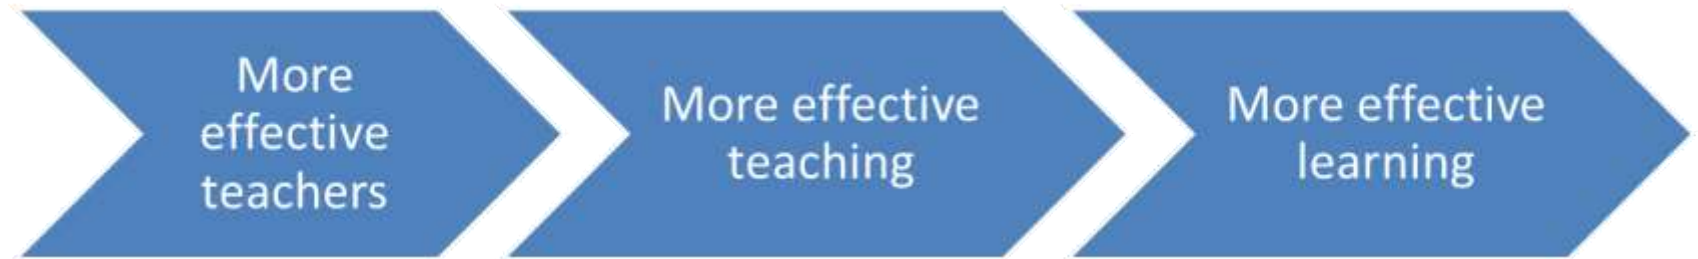 More
effective
teachers
More effective
teaching
More effective
learning